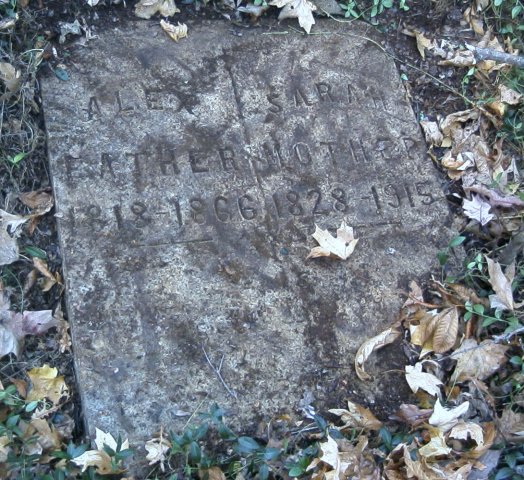 ALEX SARAH
FATHER MOTHER
1818-1866 1828-1915